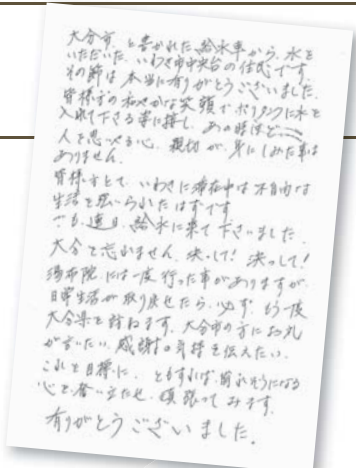 大分市、と書かれた給水車から、水を
いただいた、いわき市中央台の住民です
その節は本当に有りがとうございました。
皆様方の和やかな笑顔でポリタンクに水を
入れて下さる事に接し、あの時ほど
人を思いやる心、親切が、身にしみた事は
ありません。
皆様方とて、いわきに滞在中は不自由な
生活を強いられたはずです
でも、連日、給水に来て下さいました、
大分を忘れません、決して!決して!
湯布院には一度行った事がありますが、
日常生活が取り戻せたら、必ず、もう一度
大分県を訪ねます、大分市の方にお礼
が言いたい、感謝の気持を伝えたい、
これを目標に、ともすれば、崩れそうになる
心を奮い立たせ、頑張ってみます。
有りがとうございました。